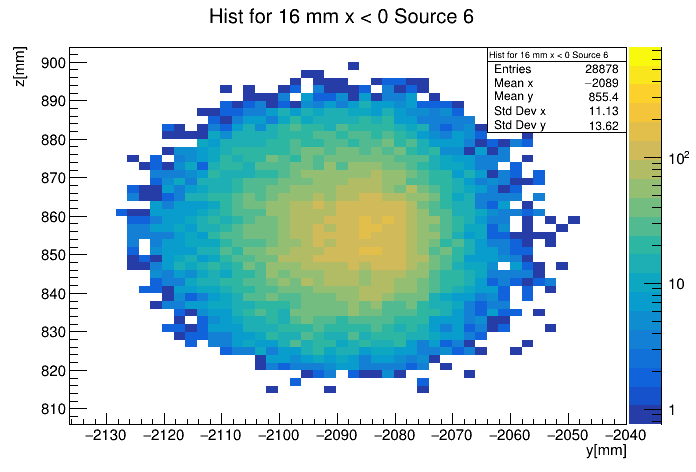 Hist for 16 mm x < 0 Source 6
z[mm]
Hist for 16 mm x < 0 Source 6
Entries 28878
Mean x −2089
Mean y 855.4
Std Dev x 11.13
Std Dev y 13.62
900
890
880
870
860
850
840
830
820
810
10²
10
1
−2130 −2120 −2110 −2100 −2090 −2080 −2070 −2060 −2050 −2040
y[mm]